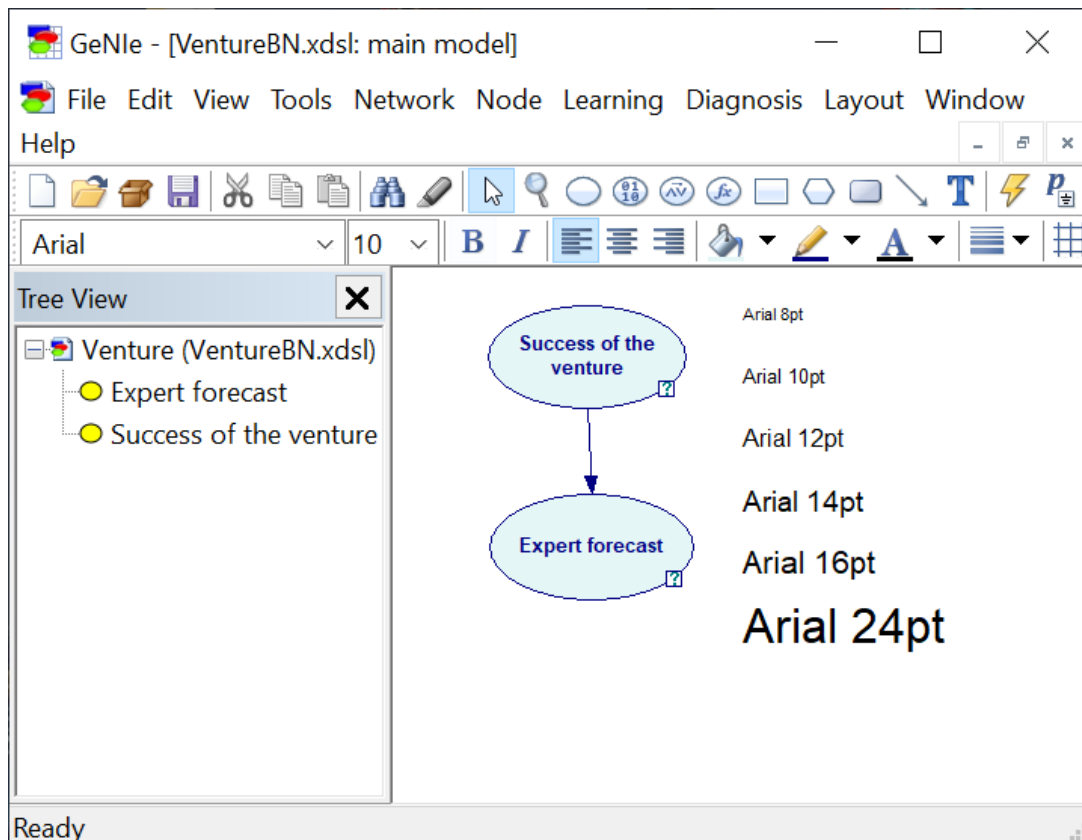 GeNIe - [VentureBN.xdsl: main model]
File Edit View Tools Network Node Learning Diagnosis Layout Window
Help
Arial 10 B I A
Tree View
Venture (VentureBN.xdsl)
Expert forecast
Success of the venture
Success of the
venture
?
Expert forecast
?
Arial 8pt
Arial 10pt
Arial 12pt
Arial 14pt
Arial 16pt
Arial 24pt
Ready